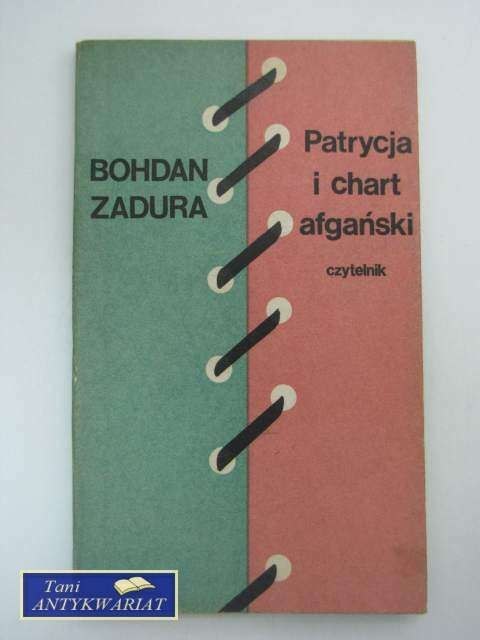 BOHDAN
ZADURA
Patrycja
i chart
afgański
czytelnik
Tani
ANTYKWARIAT